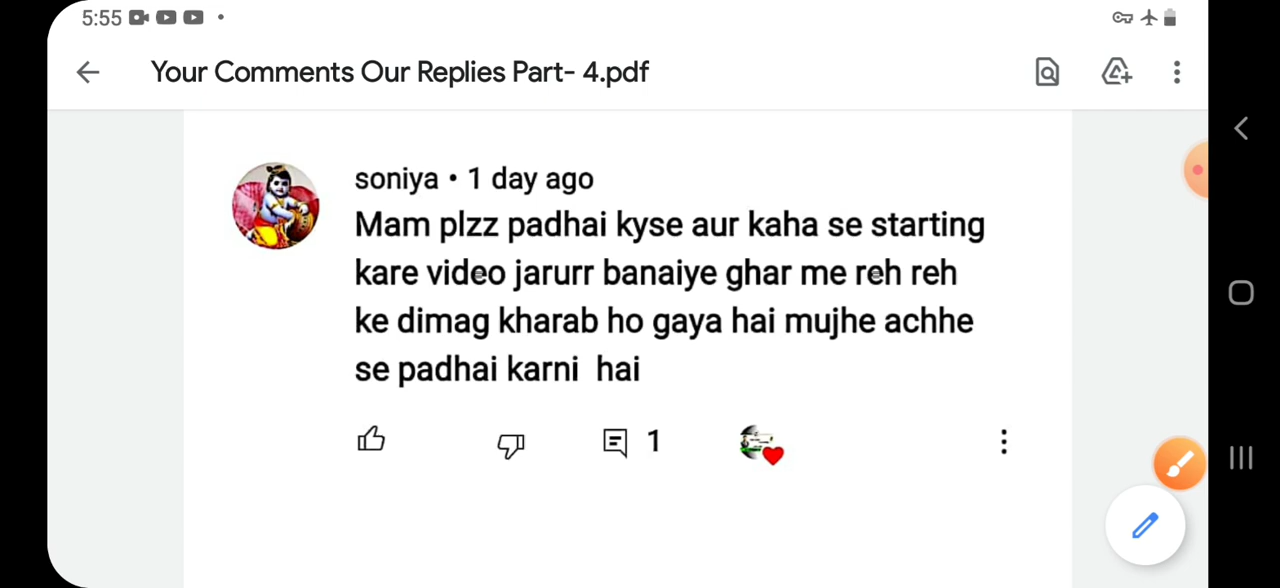 5:55
Your Comments Our Replies Part- 4.pdf
soniya • 1 day ago
Mam plzz padhai kyse aur kaha se starting
kare video jarurr banaiye ghar me reh reh
ke dimag kharab ho gaya hai mujhe achhe
se padhai karni  hai
1